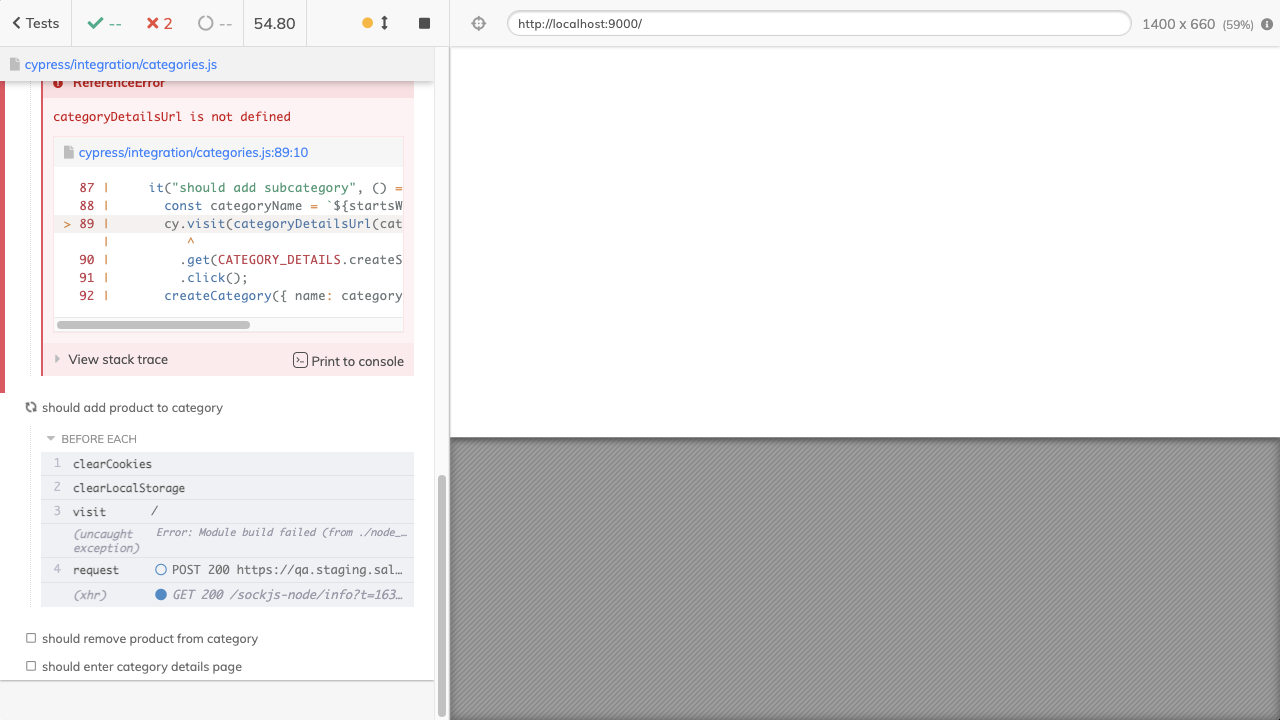 Tests
--
2
--
54.80
http://localhost:9000/
1400 x 660 (59%)
cypress/integration/categories.js
ReferenceError
categoryDetailsUrl is not defined
cypress/integration/categories.js:89:10
87 | it("should add subcategory", () =
88 | const categoryName = `${startsW
> 89 | cy.visit(categoryDetailsUrl(cat
| ^
90 | .get(CATEGORY_DETAILS.createS
91 | .click();
92 | createCategory({ name: category
View stack trace
Print to console
should add product to category
BEFORE EACH
1 clearCookies
2 clearLocalStorage
3 visit /
(uncaught exception) Error: Module build failed (from ./node_…
4 request POST 200 https://qa.staging.sal…
(xhr) GET 200 /sockjs-node/info?t=163…
should remove product from category
should enter category details page